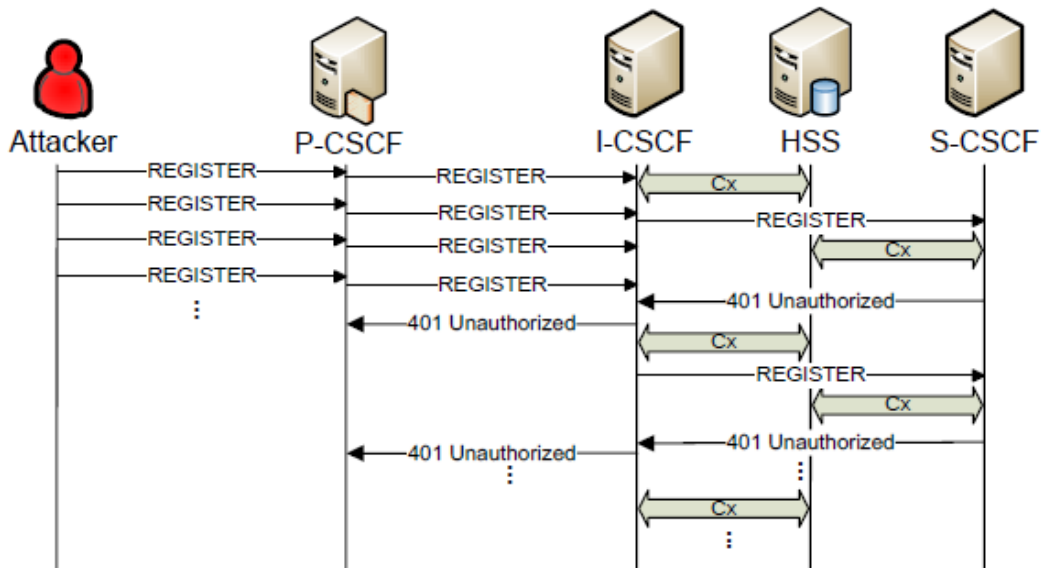 Attacker
P-CSCF
I-CSCF
HSS
S-CSCF
REGISTER
REGISTER
Cx
REGISTER
REGISTER
REGISTER
REGISTER
REGISTER
Cx
REGISTER
REGISTER
401 Unauthorized
401 Unauthorized
Cx
REGISTER
Cx
401 Unauthorized
401 Unauthorized
Cx